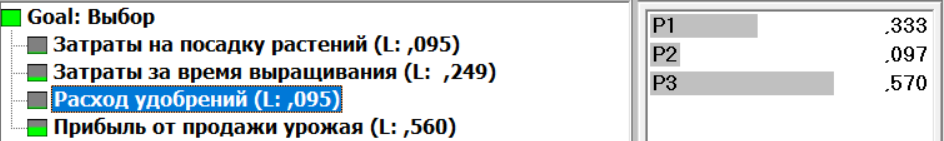 Goal: Выбор
Затраты на посадку растений (L: ,095)
Затраты за время выращивания (L: ,249)
Расход удобрений (L: ,095)
Прибыль от продажи урожая (L: ,560)
P1 ,333
P2 ,097
P3 ,570